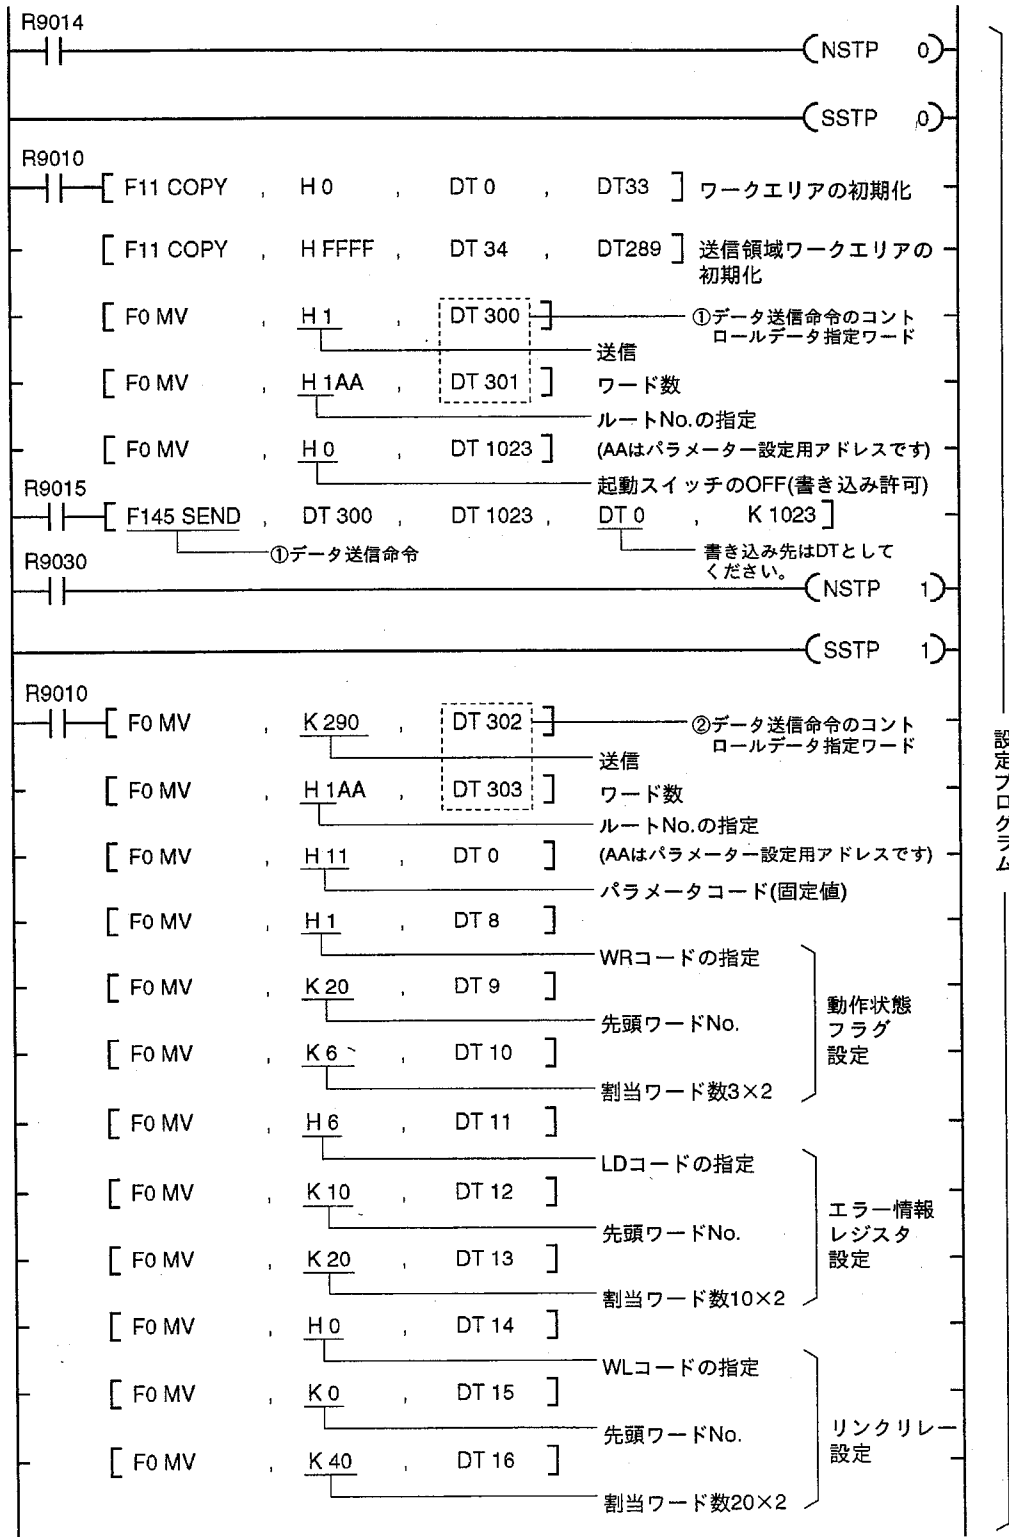 R9014
NSTP 0
SSTP 0
R9010
F11 COPY , H 0 , DT 0 , DT33 ワークエリアの初期化
F11 COPY , H FFFF , DT 34 , DT289 送信領域ワークエリアの
初期化
F0 MV , H 1 , DT 300 ①データ送信命令のコント
ロールデータ指定ワード
送信
F0 MV , H 1AA , DT 301 ワード数
ルートNo.の指定
F0 MV , H 0 , DT 1023 (AAはパラメーター設定用アドレスです)
起動スイッチのOFF(書き込み許可)
R9015
F145 SEND , DT 300 , DT 1023 , DT 0 , K 1023
①データ送信命令
書き込み先はDTとして
ください。
R9030
NSTP 1
SSTP 1
R9010
F0 MV , K 290 , DT 302 ②データ送信命令のコント
ロールデータ指定ワード
送信
F0 MV , H 1AA , DT 303 ワード数
ルートNo.の指定
F0 MV , H 11 , DT 0 (AAはパラメーター設定用アドレスです)
パラメータコード(固定値)
F0 MV , H 1 , DT 8
WRコードの指定
F0 MV , K 20 , DT 9
先頭ワードNo.
動作状態
フラグ
設定
F0 MV , K 6 , DT 10
割当ワード数3×2
F0 MV , H 6 , DT 11
LDコードの指定
F0 MV , K 10 , DT 12
先頭ワードNo.
エラー情報
レジスタ
設定
F0 MV , K 20 , DT 13
割当ワード数10×2
F0 MV , H 0 , DT 14
WLコードの指定
F0 MV , K 0 , DT 15
先頭ワードNo.
リンクリレー
設定
F0 MV , K 40 , DT 16
割当ワード数20×2
設定プログラム